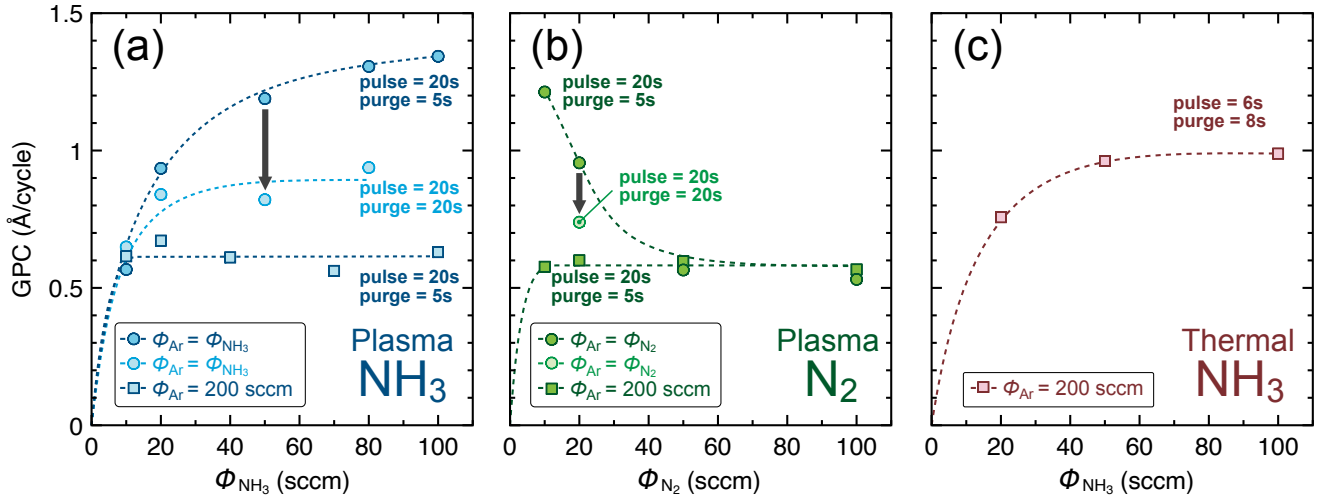 (a)
(b)
(c)
GPC (Å/cycle)
1.5
1
0.5
0
pulse = 20s
purge = 5s
pulse = 20s
purge = 20s
pulse = 20s
purge = 5s
Φ_Ar = Φ_NH₃
Φ_Ar = Φ_NH₃
Φ_Ar = 200 sccm
Plasma
NH₃
0 20 40 60 80 100
Φ_NH₃ (sccm)
pulse = 20s
purge = 5s
pulse = 20s
purge = 20s
pulse = 20s
purge = 5s
Φ_Ar = Φ_N₂
Φ_Ar = Φ_N₂
Φ_Ar = 200 sccm
Plasma
N₂
0 20 40 60 80 100
Φ_N₂ (sccm)
pulse = 6s
purge = 8s
Φ_Ar = 200 sccm
Thermal
NH₃
0 20 40 60 80 100
Φ_NH₃ (sccm)